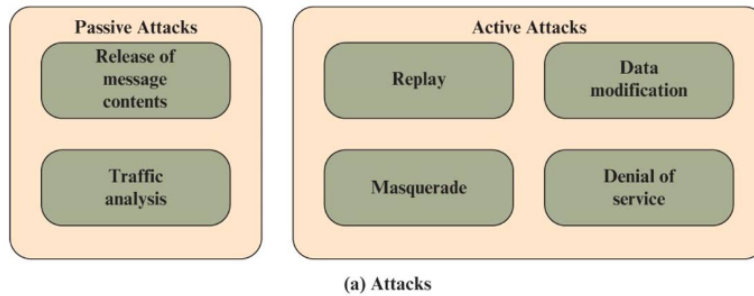 Passive Attacks
Release of
message
contents
Traffic
analysis
Active Attacks
Replay
Data
modification
Masquerade
Denial of
service
(a) Attacks